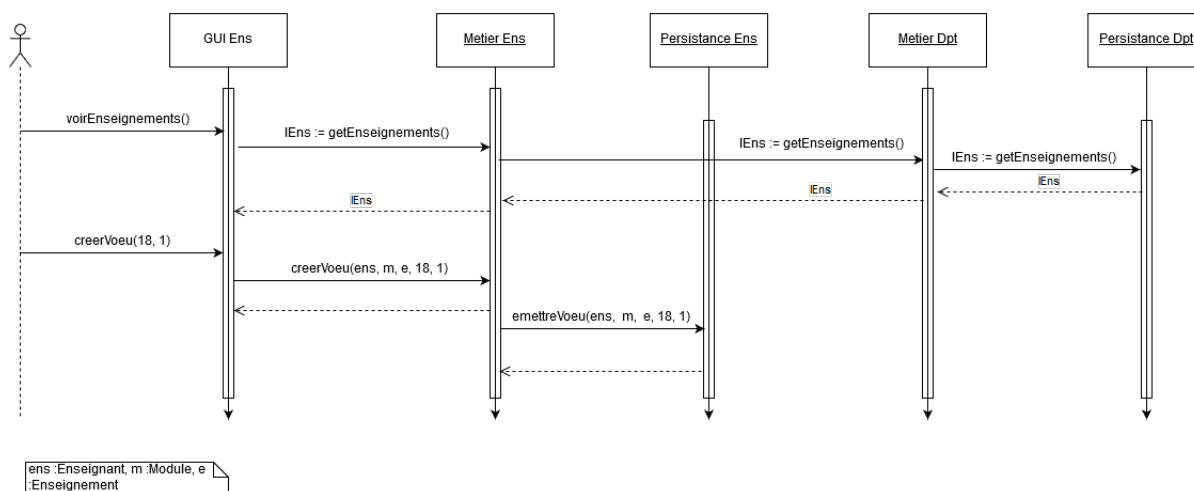 GUI Ens
Metier Ens
Persistance Ens
Metier Dpt
Persistance Dpt
voirEnseignements()
lEns := getEnseignements()
lEns := getEnseignements()
lEns := getEnseignements()
lEns
lEns
lEns
creerVoeu(18, 1)
creerVoeu(ens, m, e, 18, 1)
emettreVoeu(ens, m, e, 18, 1)
ens :Enseignant, m :Module, e
:Enseignement